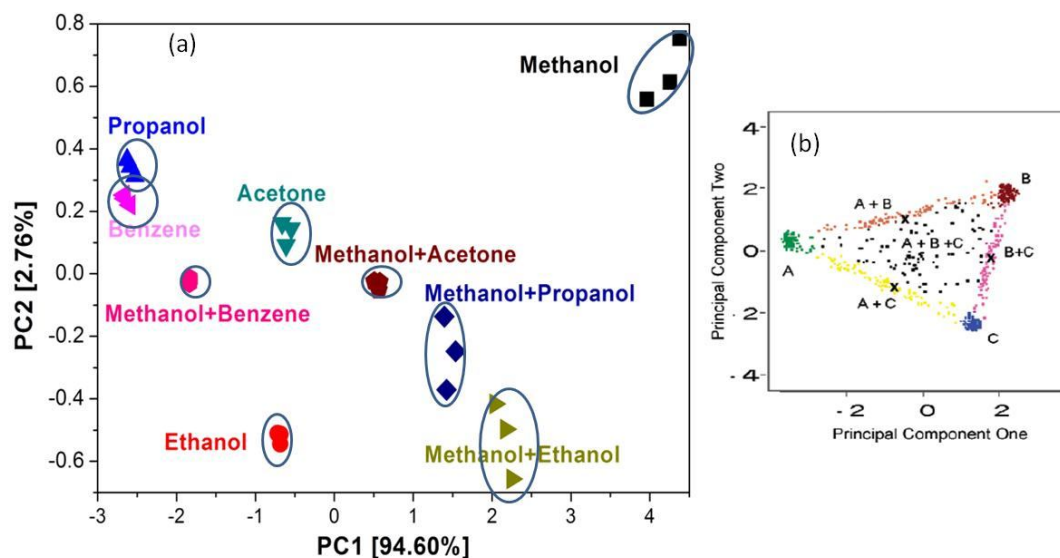 (a)
Methanol
Propanol
Benzene
Acetone
Methanol+Acetone
Methanol+Benzene
Methanol+Propanol
Ethanol
Methanol+Ethanol
PC2 [2.76%]
0.8
0.6
0.4
0.2
0.0
-0.2
-0.4
-0.6
-3 -2 -1 0 1 2 3 4
PC1 [94.60%]
(b)
Principal Component Two
4
2
0
- 2
- 4
B
A + B
x
A + B + C
B+C
x
A
x
A + C
C
- 2 0 2
Principal Component One